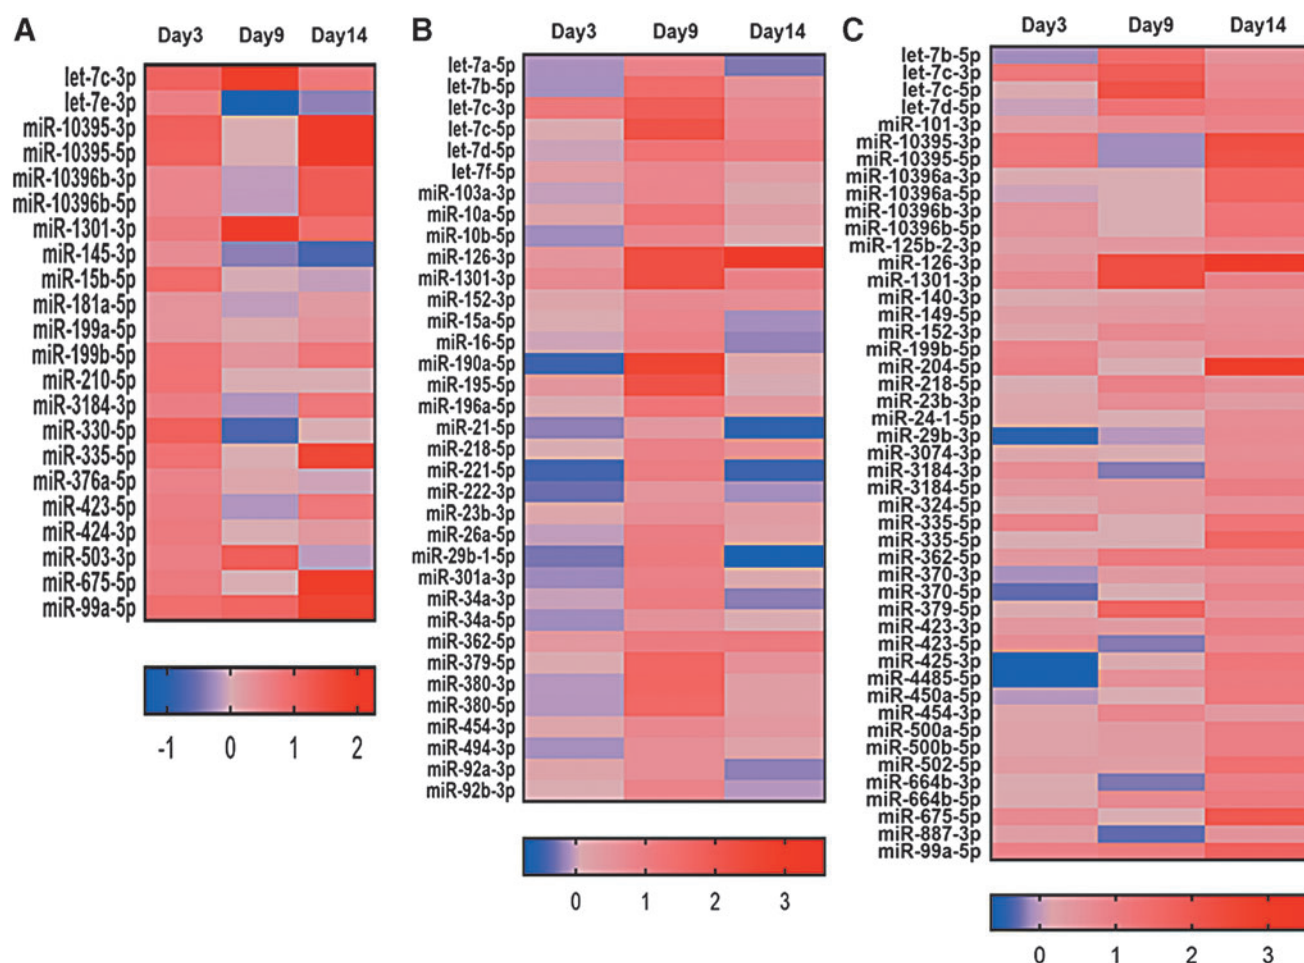 A
Day3 Day9 Day14
let-7c-3p
let-7e-3p
miR-10395-3p
miR-10395-5p
miR-10396b-3p
miR-10396b-5p
miR-1301-3p
miR-145-3p
miR-15b-5p
miR-181a-5p
miR-199a-5p
miR-199b-5p
miR-210-5p
miR-3184-3p
miR-330-5p
miR-335-5p
miR-376a-5p
miR-423-5p
miR-424-3p
miR-503-3p
miR-675-5p
miR-99a-5p
-1 0 1 2
B
Day3 Day9 Day14
let-7a-5p
let-7b-5p
let-7c-3p
let-7c-5p
let-7d-5p
let-7f-5p
miR-103a-3p
miR-10a-5p
miR-10b-5p
miR-126-3p
miR-1301-3p
miR-152-3p
miR-15a-5p
miR-16-5p
miR-190a-5p
miR-195-5p
miR-196a-5p
miR-21-5p
miR-218-5p
miR-221-5p
miR-222-3p
miR-23b-3p
miR-26a-5p
miR-29b-1-5p
miR-301a-3p
miR-34a-3p
miR-34a-5p
miR-362-5p
miR-379-5p
miR-380-3p
miR-380-5p
miR-454-3p
miR-494-3p
miR-92a-3p
miR-92b-3p
0 1 2 3
C
Day3 Day9 Day14
let-7b-5p
let-7c-3p
let-7c-5p
let-7d-5p
miR-101-3p
miR-10395-3p
miR-10395-5p
miR-10396a-3p
miR-10396a-5p
miR-10396b-3p
miR-10396b-5p
miR-125b-2-3p
miR-126-3p
miR-1301-3p
miR-140-3p
miR-149-5p
miR-152-3p
miR-199b-5p
miR-204-5p
miR-218-5p
miR-23b-3p
miR-24-1-5p
miR-29b-3p
miR-3074-3p
miR-3184-3p
miR-3184-5p
miR-324-5p
miR-335-5p
miR-335-5p
miR-362-5p
miR-370-3p
miR-370-5p
miR-379-5p
miR-423-3p
miR-423-5p
miR-425-3p
miR-4485-5p
miR-450a-5p
miR-454-3p
miR-500a-5p
miR-500b-5p
miR-502-5p
miR-664b-3p
miR-664b-5p
miR-675-5p
miR-887-3p
miR-99a-5p
0 1 2 3